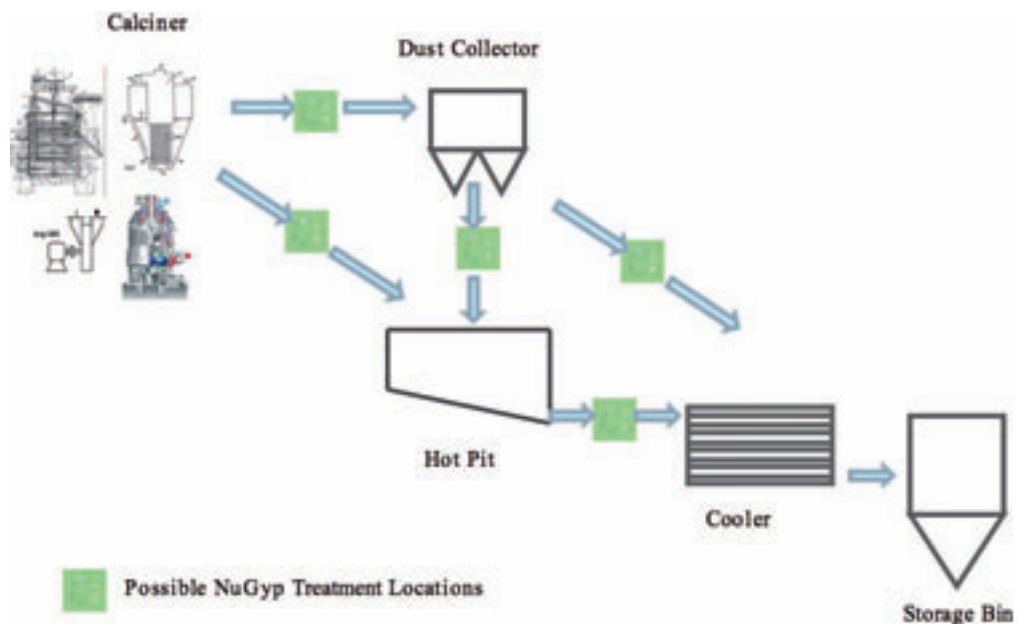 Calciner
Dust Collector
Hot Pit
Cooler
Possible NuGyp Treatment Locations
Storage Bin